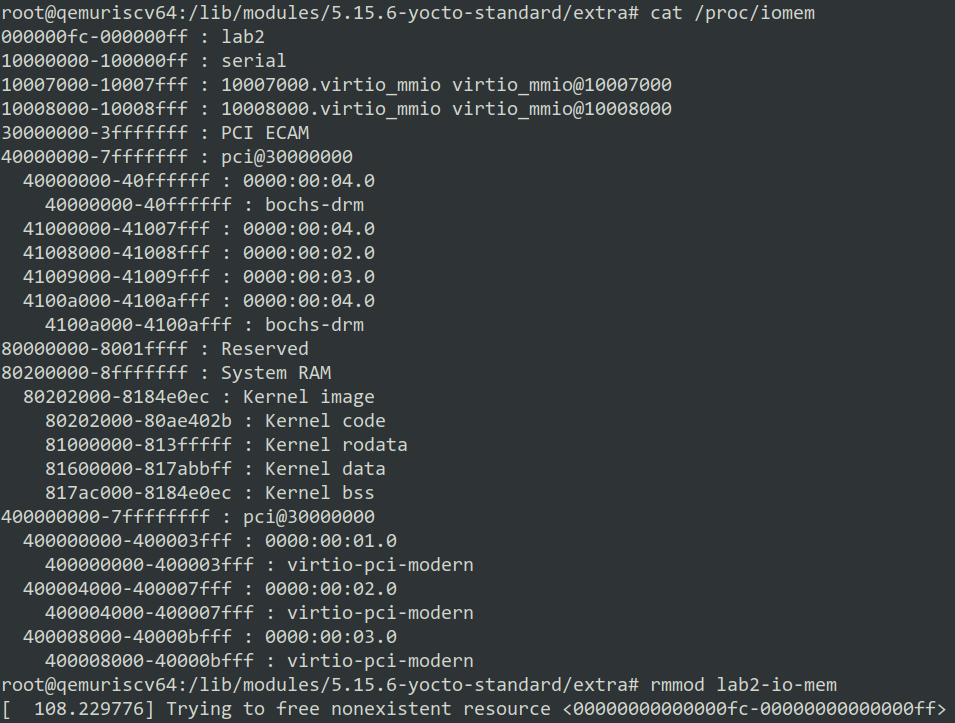 root@qemuriscv64:/lib/modules/5.15.6-yocto-standard/extra# cat /proc/iomem
000000fc-000000ff : lab2
10000000-100000ff : serial
10007000-10007fff : 10007000.virtio_mmio virtio_mmio@10007000
10008000-10008fff : 10008000.virtio_mmio virtio_mmio@10008000
30000000-3fffffff : PCI ECAM
40000000-7fffffff : pci@30000000
  40000000-40ffffff : 0000:00:04.0
    40000000-40ffffff : bochs-drm
  41000000-41007fff : 0000:00:04.0
  41008000-41008fff : 0000:00:02.0
  41009000-41009fff : 0000:00:03.0
  4100a000-4100afff : 0000:00:04.0
    4100a000-4100afff : bochs-drm
80000000-8001ffff : Reserved
80200000-8fffffff : System RAM
  80202000-8184e0ec : Kernel image
    80202000-80ae402b : Kernel code
    81000000-813fffff : Kernel rodata
    81600000-817abbff : Kernel data
    817ac000-8184e0ec : Kernel bss
400000000-7ffffffff : pci@30000000
  400000000-400003fff : 0000:00:01.0
    400000000-400003fff : virtio-pci-modern
  400004000-400007fff : 0000:00:02.0
    400004000-400007fff : virtio-pci-modern
  400008000-40000bfff : 0000:00:03.0
    400008000-40000bfff : virtio-pci-modern
root@qemuriscv64:/lib/modules/5.15.6-yocto-standard/extra# rmmod lab2-io-mem
[  108.229776] Trying to free nonexistent resource <00000000000000fc-00000000000000ff>